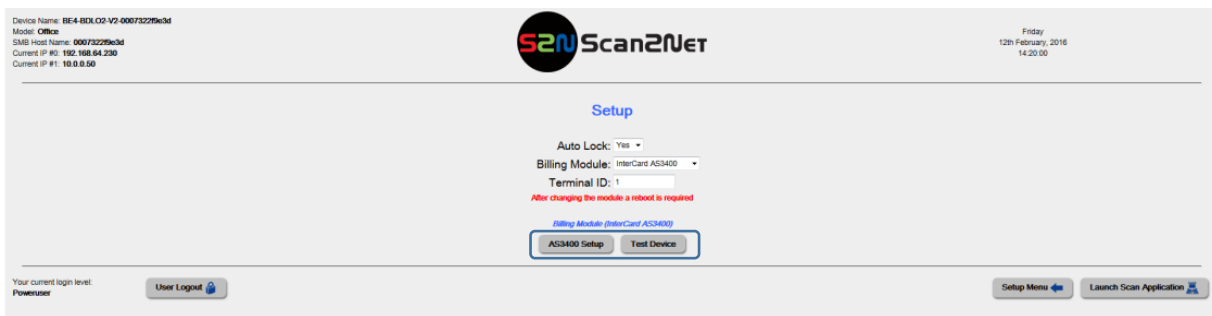 Device Name: BE4-BDLO2-V2-0007322f9e3d
Model: Office
SMB Host Name: 0007322f9e3d
Current IP #0: 192.168.64.230
Current IP #1: 10.0.0.50
S2N Scan2Net
Friday
12th February, 2016
14:20:00
Setup
Auto Lock: Yes
Billing Module: InterCard AS3400
Terminal ID: 1
After changing the module a reboot is required
Billing Module (InterCard AS3400)
AS3400 Setup Test Device
Your current login level:
Poweruser
User Logout
Setup Menu
Launch Scan Application